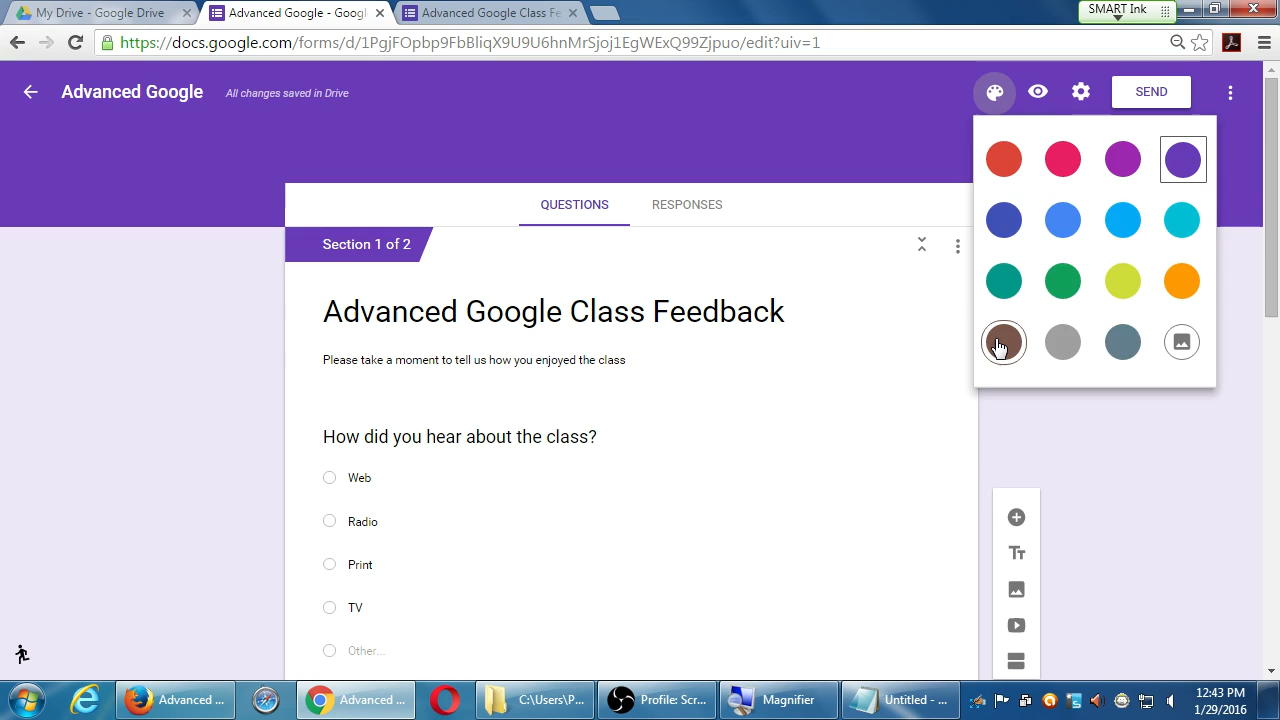 My Drive - Google Drive
Advanced Google - Googl
Advanced Google Class Fe
SMART Ink
https://docs.google.com/forms/d/1PgjFOpbp9FbBliqX9U9U6hnMrSjoj1EgWExQ99Zjpuo/edit?uiv=1
Advanced Google
All changes saved in Drive
SEND
QUESTIONS
RESPONSES
Section 1 of 2
Advanced Google Class Feedback
Please take a moment to tell us how you enjoyed the class
How did you hear about the class?
Web
Radio
Print
TV
Other...
Tт
Advanced ...
Advanced ...
C:\Users\P...
Profile: Scr...
Magnifier
Untitled - ...
12:43 PM
1/29/2016